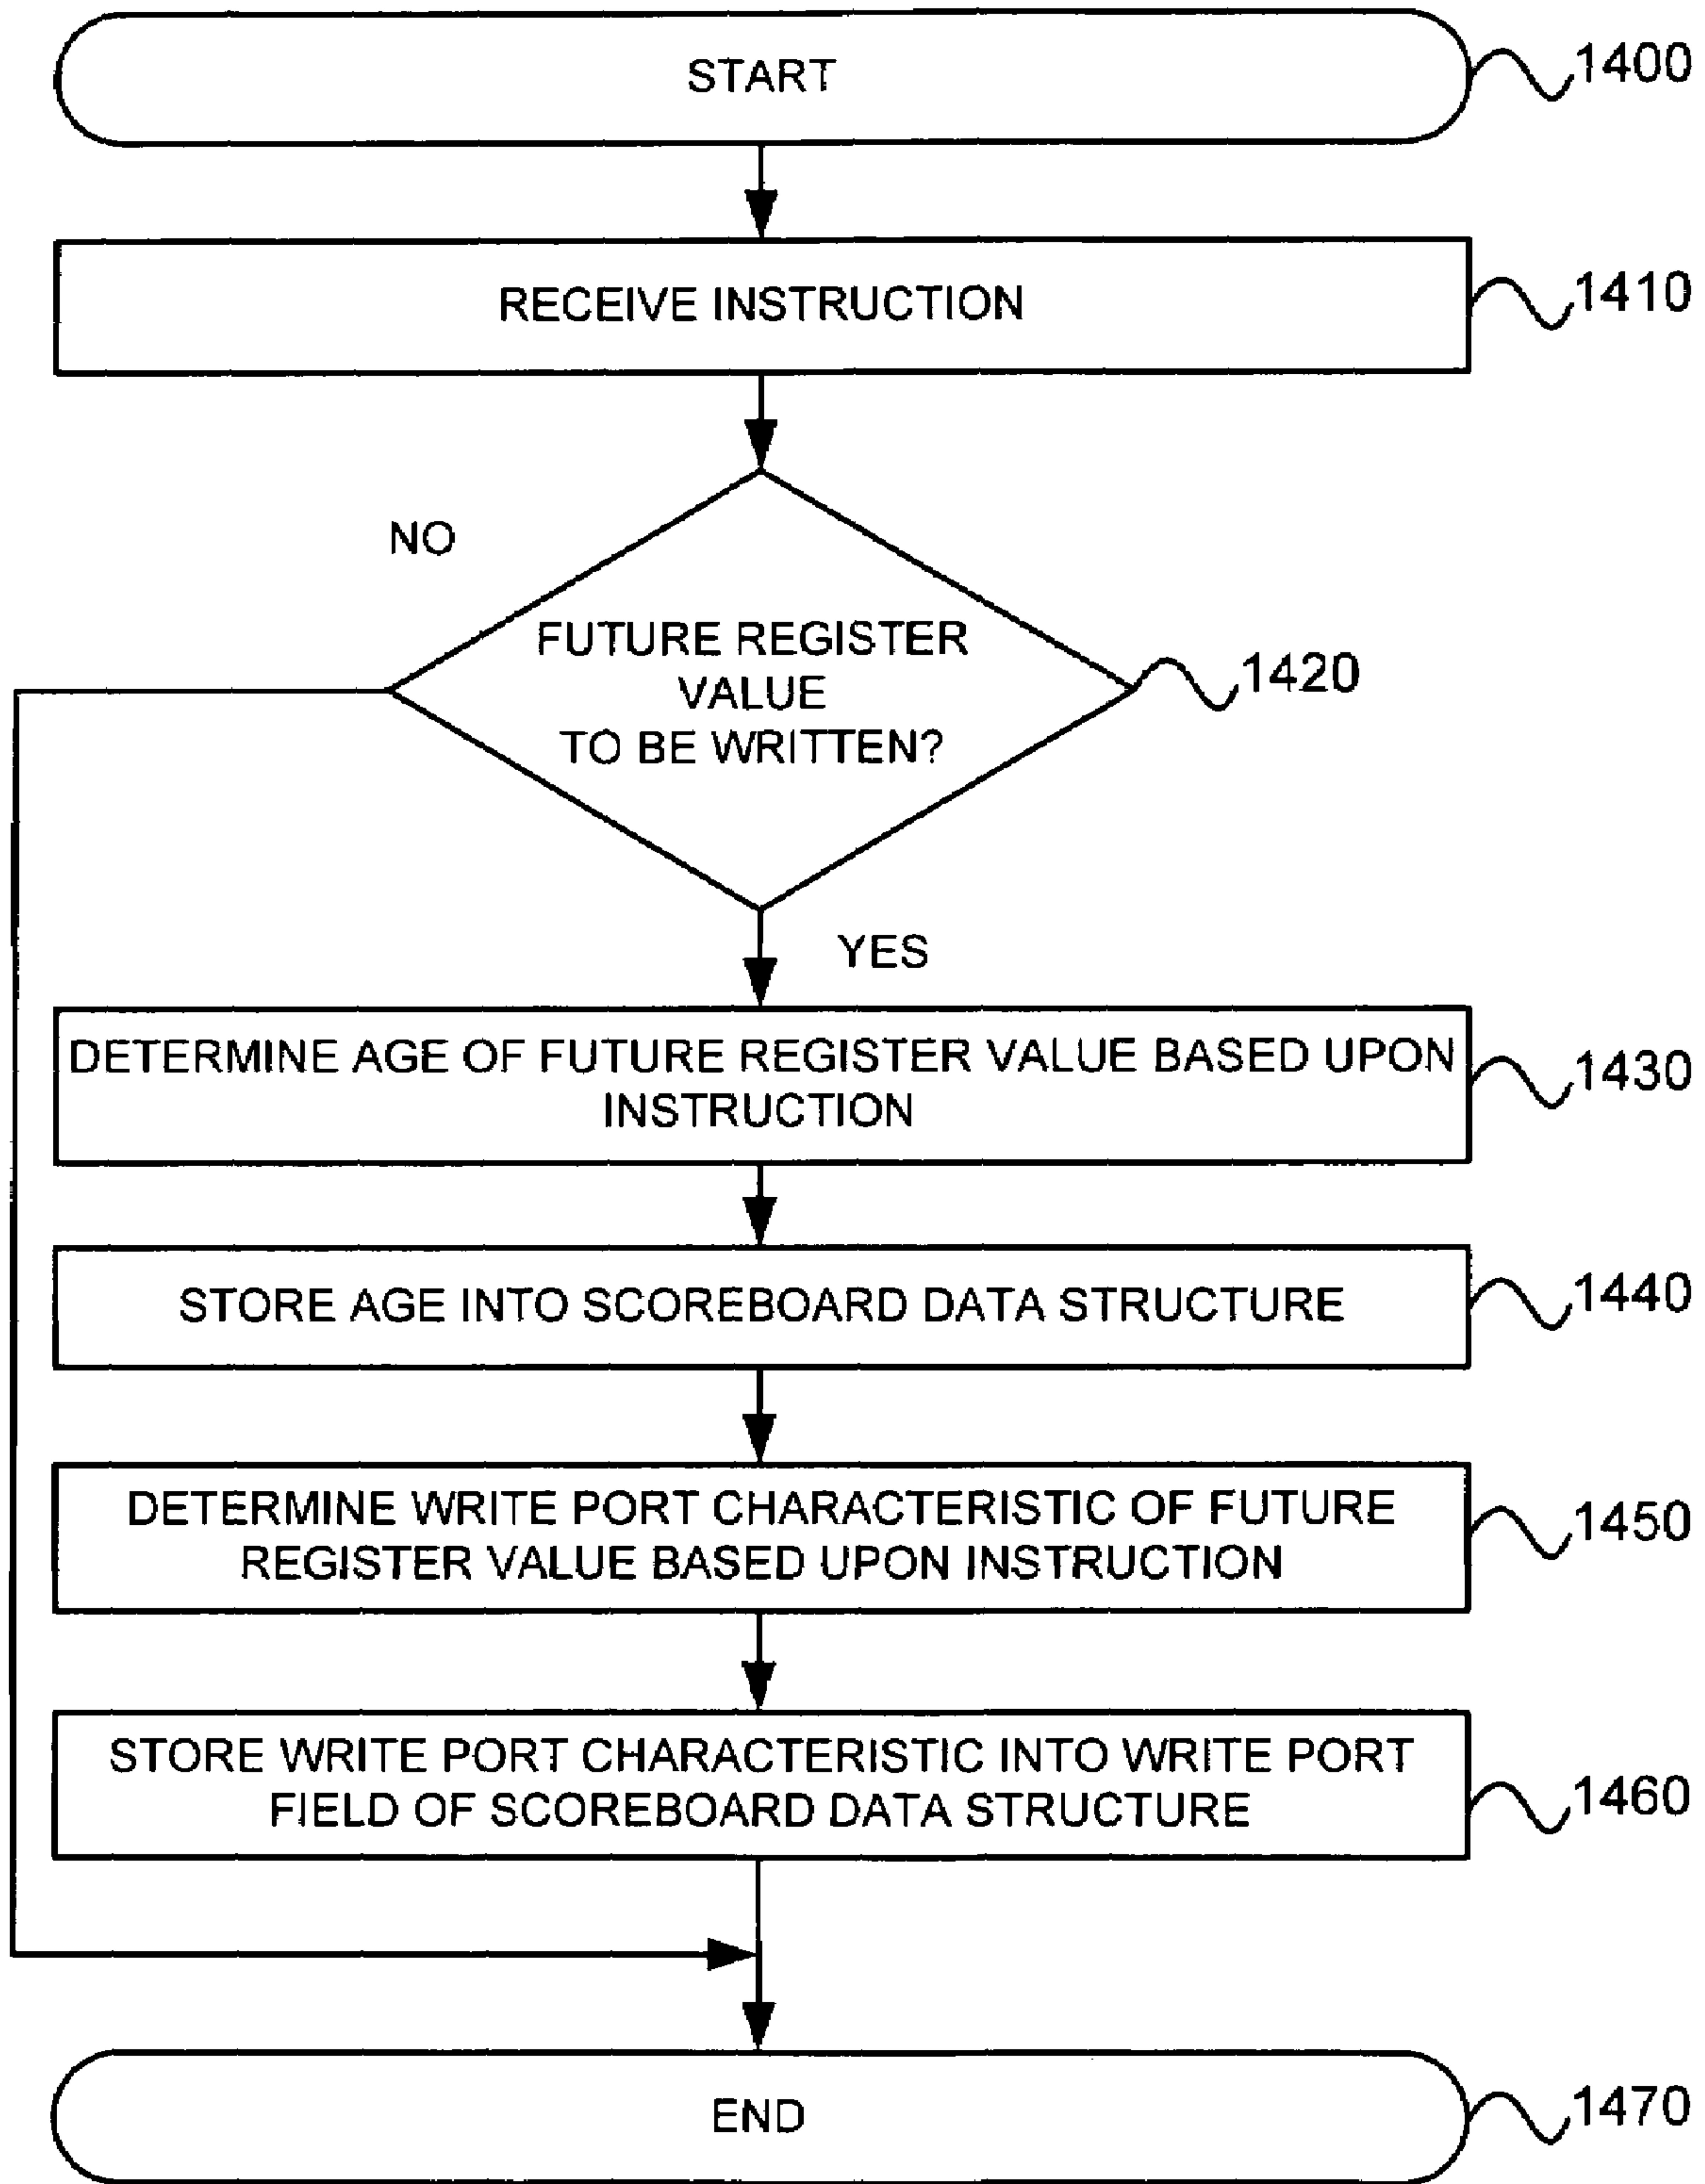 START
1400
RECEIVE INSTRUCTION
1410
NO
FUTURE REGISTER
VALUE
TO BE WRITTEN?
1420
YES
DETERMINE AGE OF FUTURE REGISTER VALUE BASED UPON
INSTRUCTION
1430
STORE AGE INTO SCOREBOARD DATA STRUCTURE
1440
DETERMINE WRITE PORT CHARACTERISTIC OF FUTURE
REGISTER VALUE BASED UPON INSTRUCTION
1450
STORE WRITE PORT CHARACTERISTIC INTO WRITE PORT
FIELD OF SCOREBOARD DATA STRUCTURE
1460
END
1470